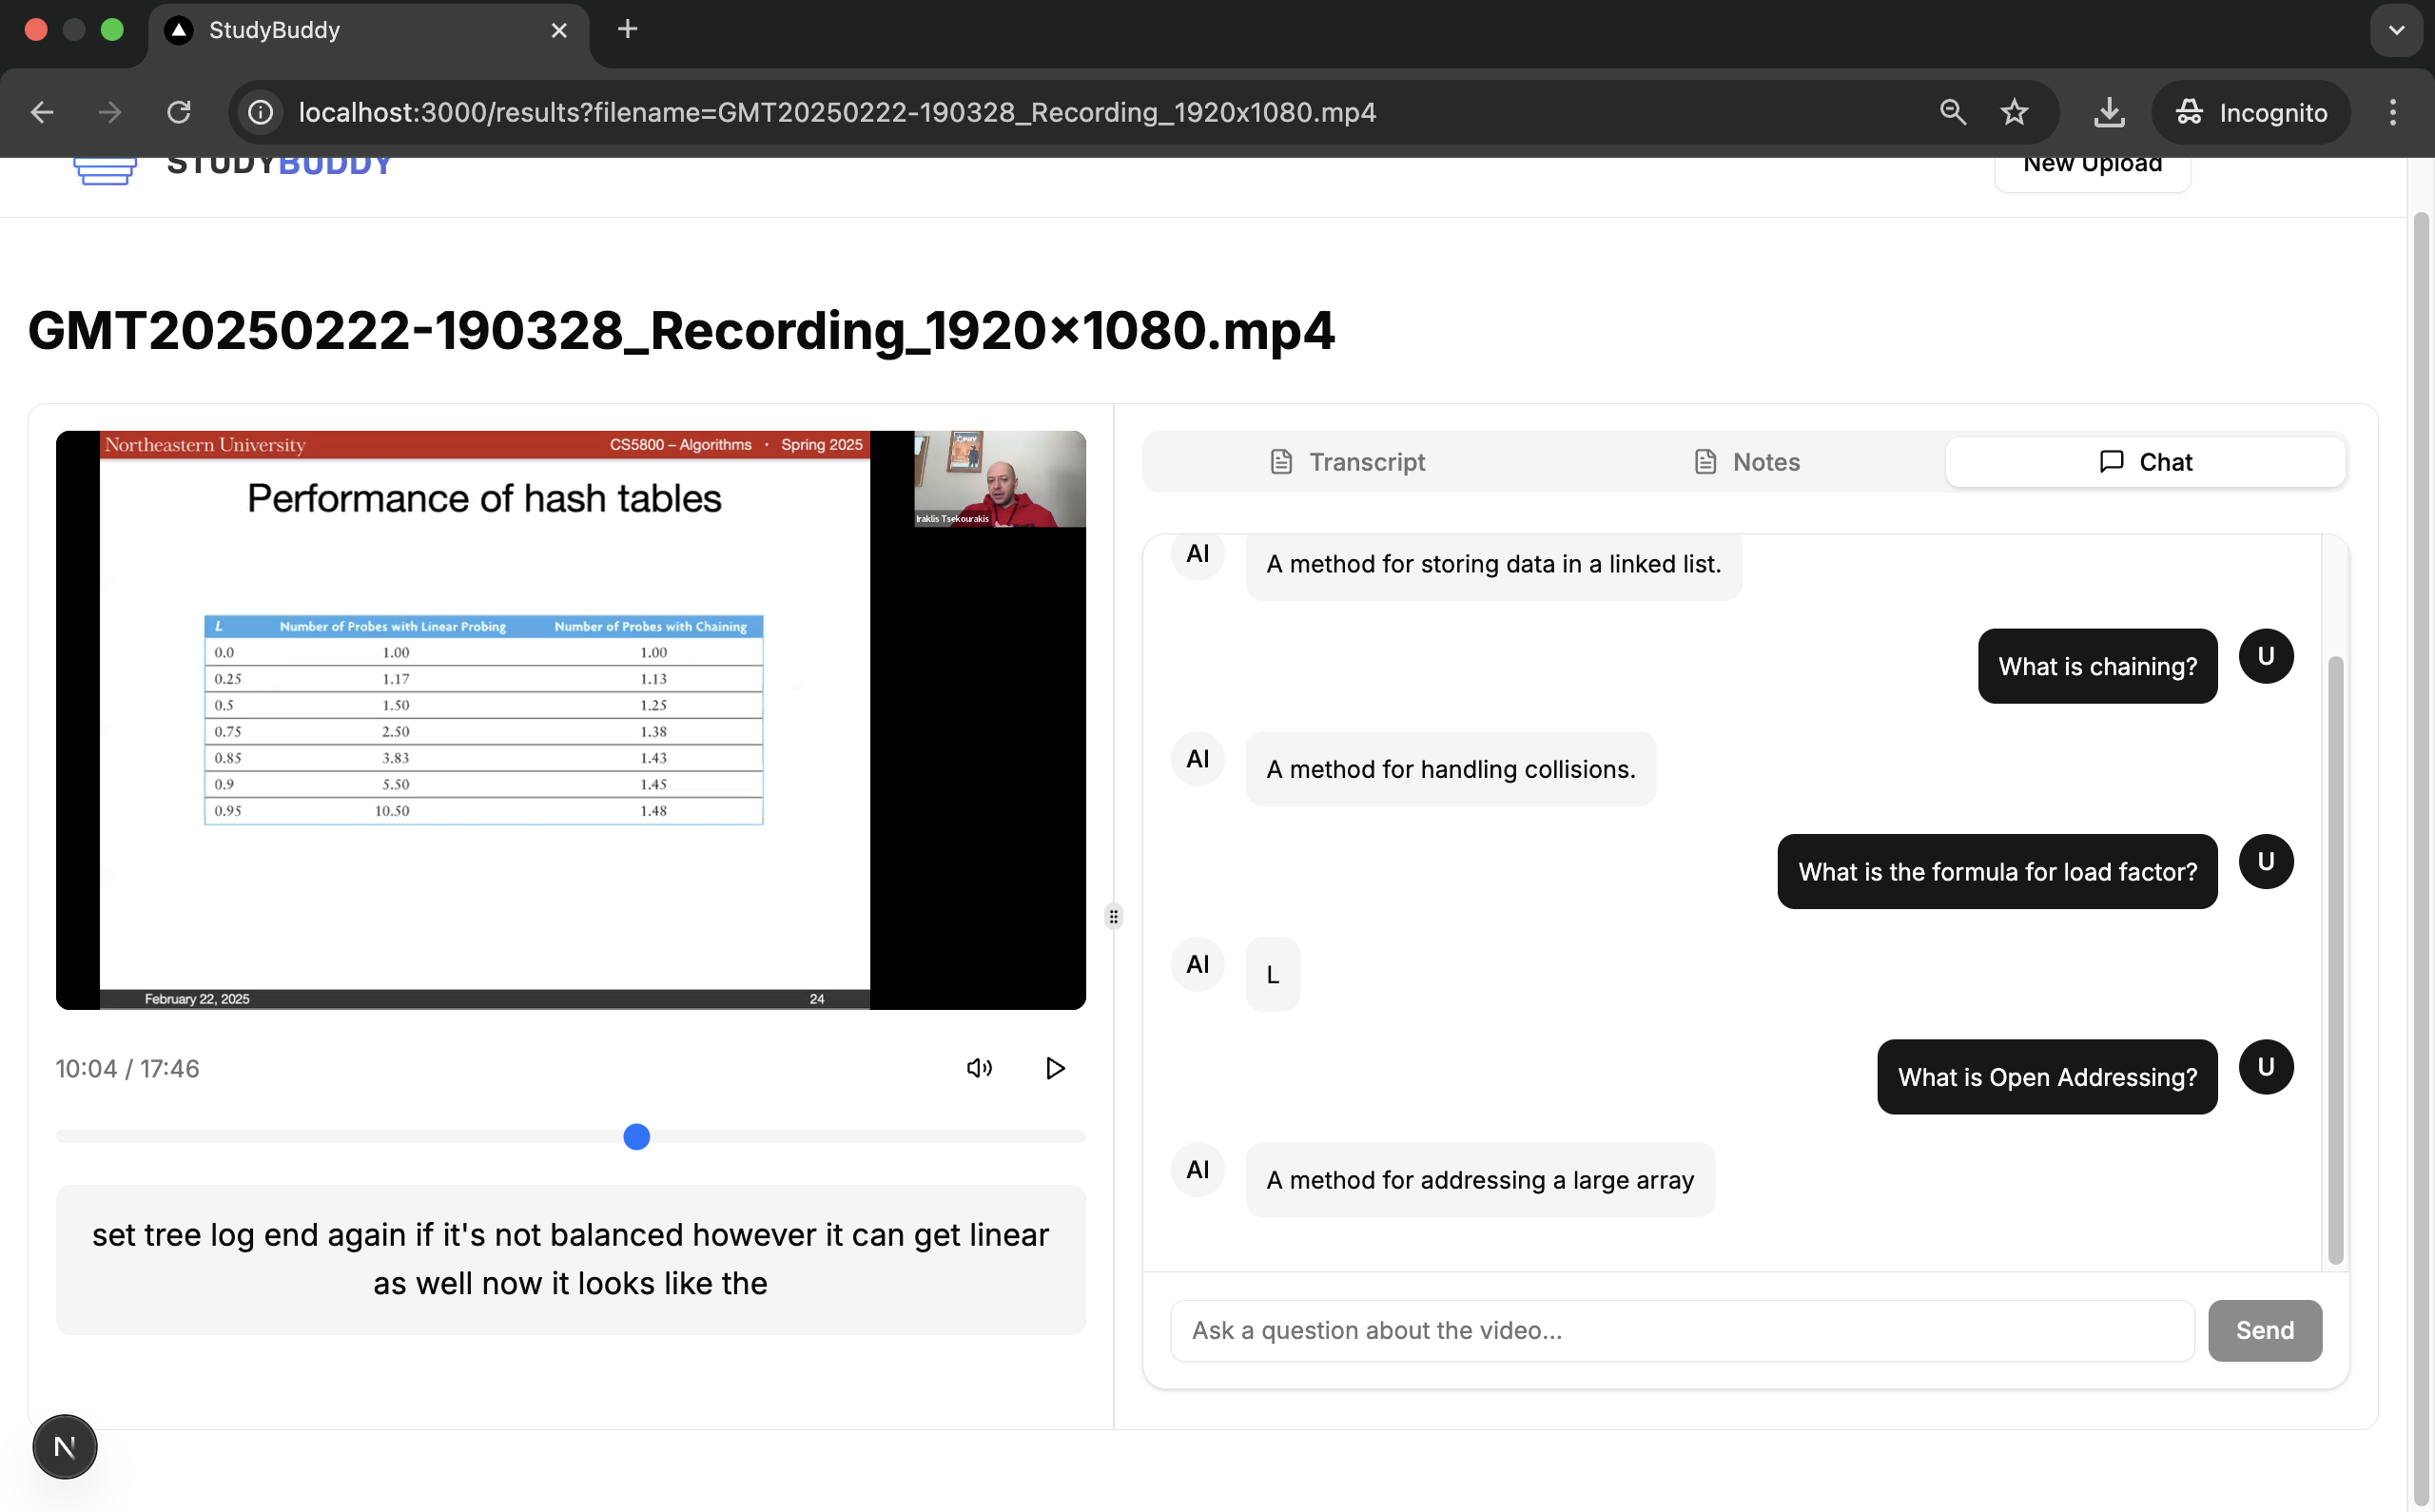 StudyBuddy
localhost:3000/results?filename=GMT20250222-190328_Recording_1920x1080.mp4
Incognito
STUDYBUDDY
New Upload
GMT20250222-190328_Recording_1920×1080.mp4
Northeastern University
CS5800 – Algorithms · Spring 2025
Performance of hash tables
Iraklis Tsekourakis
L Number of Probes with Linear Probing Number of Probes with Chaining
0.0 1.00 1.00
0.25 1.17 1.13
0.5 1.50 1.25
0.75 2.50 1.38
0.85 3.83 1.43
0.9 5.50 1.45
0.95 10.50 1.48
February 22, 2025 24
10:04 / 17:46
set tree log end again if it's not balanced however it can get linear
as well now it looks like the
N
Transcript Notes Chat
AI A method for storing data in a linked list.
What is chaining? U
AI A method for handling collisions.
What is the formula for load factor? U
AI L
What is Open Addressing? U
AI A method for addressing a large array
Ask a question about the video... Send